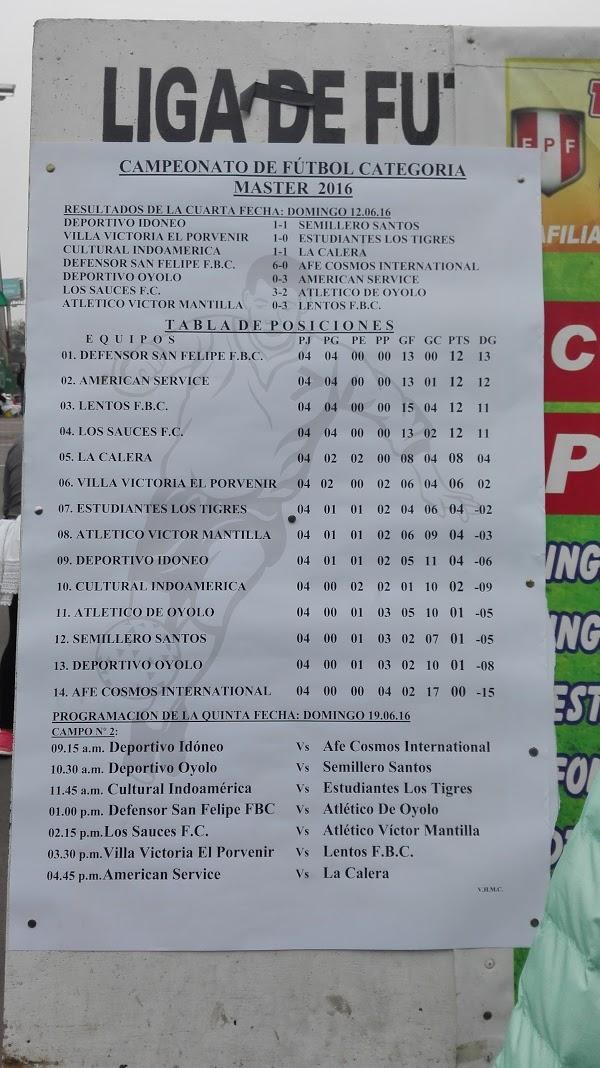 LIGA DE FUT
FPF
AFILIA
CAMPEONATO DE FÚTBOL CATEGORIA
MASTER 2016
RESULTADOS DE LA CUARTA FECHA: DOMINGO 12.06.16
DEPORTIVO IDONEO 1-1 SEMILLERO SANTOS
VILLA VICTORIA EL PORVENIR 1-0 ESTUDIANTES LOS TIGRES
CULTURAL INDOAMERICA 1-1 LA CALERA
DEFENSOR SAN FELIPE F.B.C. 6-0 AFE COSMOS INTERNATIONAL
DEPORTIVO OYOLO 0-3 AMERICAN SERVICE
LOS SAUCES F.C. 3-2 ATLETICO DE OYOLO
ATLETICO VICTOR MANTILLA 0-3 LENTOS F.B.C.
TABLA DE POSICIONES
EQUIPOS PJ PG PE PP GF GC PTS DG
01. DEFENSOR SAN FELIPE F.B.C. 04 04 00 00 13 00 12 13
02. AMERICAN SERVICE 04 04 00 00 13 01 12 12
03. LENTOS F.B.C. 04 04 00 00 15 04 12 11
04. LOS SAUCES F.C. 04 04 00 00 13 02 12 11
05. LA CALERA 04 02 02 00 08 04 08 04
06. VILLA VICTORIA EL PORVENIR 04 02 00 02 06 04 06 02
07. ESTUDIANTES LOS TIGRES 04 01 01 02 04 06 04 -02
08. ATLETICO VICTOR MANTILLA 04 01 01 02 06 09 04 -03
09. DEPORTIVO IDONEO 04 01 01 02 05 11 04 -06
10. CULTURAL INDOAMERICA 04 00 02 02 01 10 02 -09
11. ATLETICO DE OYOLO 04 00 01 03 05 10 01 -05
12. SEMILLERO SANTOS 04 00 01 03 02 07 01 -05
13. DEPORTIVO OYOLO 04 00 01 03 02 10 01 -08
14. AFE COSMOS INTERNATIONAL 04 00 00 04 02 17 00 -15
PROGRAMACION DE LA QUINTA FECHA: DOMINGO 19.06.16
CAMPO Nº 2:
09.15 a.m. Deportivo Idóneo Vs Afe Cosmos International
10.30 a.m. Deportivo Oyolo Vs Semillero Santos
11.45 a.m. Cultural Indoamérica Vs Estudiantes Los Tigres
01.00 p.m. Defensor San Felipe FBC Vs Atlético De Oyolo
02.15 p.m. Los Sauces F.C. Vs Atlético Víctor Mantilla
03.30 p.m. Villa Victoria El Porvenir Vs Lentos F.B.C.
04.45 p.m. American Service Vs La Calera
V.H.M.C.
C
P
ING
ING
EST
FO